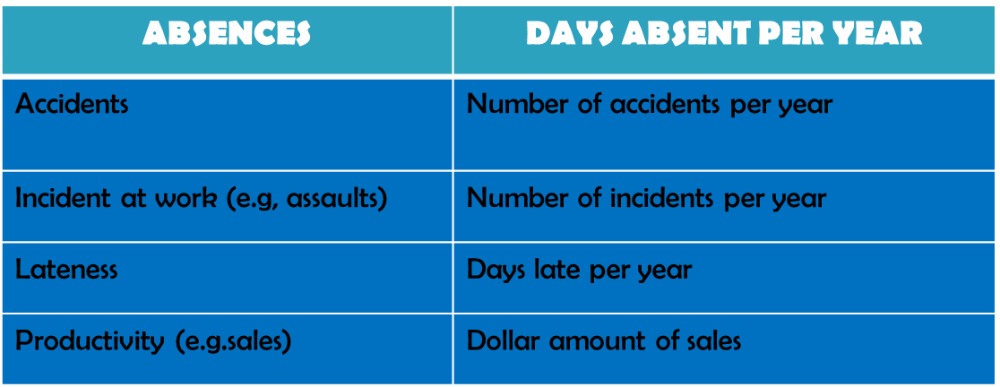 ABSENCES
DAYS ABSENT PER YEAR
Accidents
Number of accidents per year
Incident at work (e.g, assaults)
Number of incidents per year
Lateness
Days late per year
Productivity (e.g.sales)
Dollar amount of sales